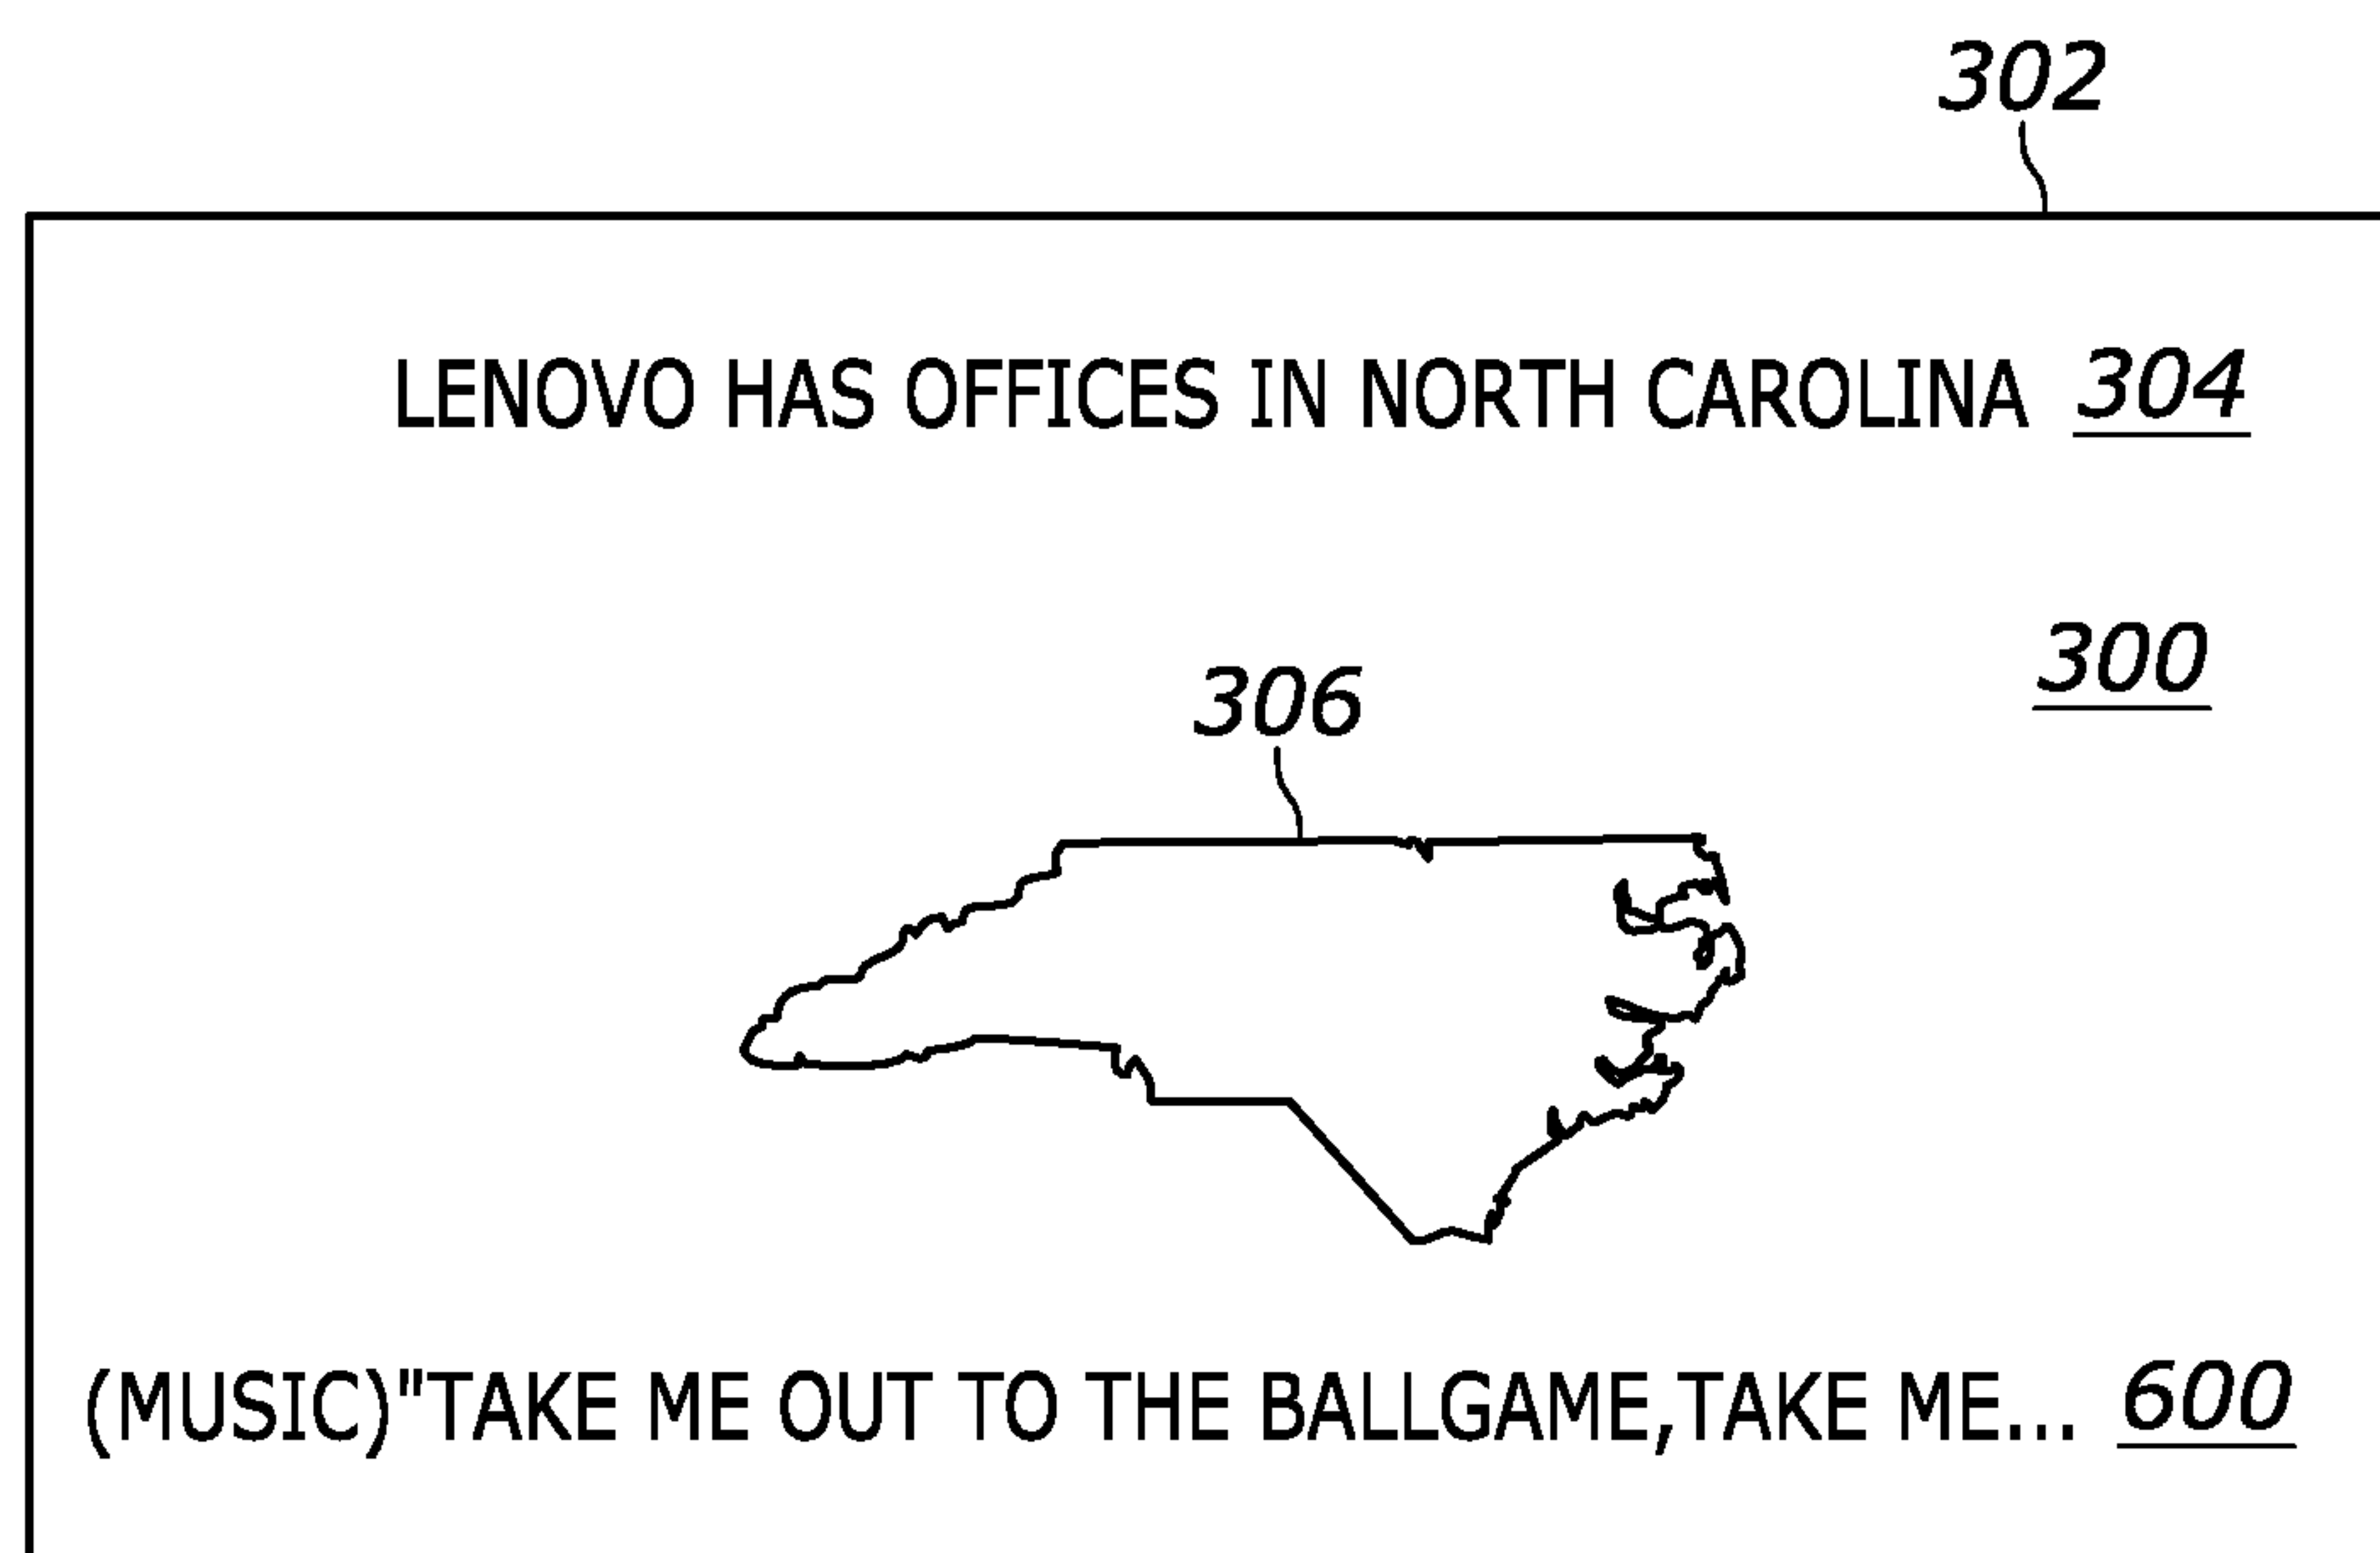 302
LENOVO HAS OFFICES IN NORTH CAROLINA 304
300
306
(MUSIC)"TAKE ME OUT TO THE BALLGAME,TAKE ME... 600